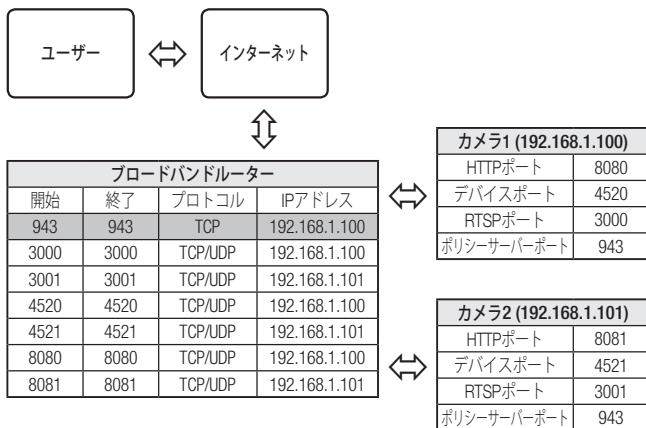 ユーザー
インターネット
ブロードバンドルーター
開始 終了 プロトコル IPアドレス
943 943 TCP 192.168.1.100
3000 3000 TCP/UDP 192.168.1.100
3001 3001 TCP/UDP 192.168.1.101
4520 4520 TCP/UDP 192.168.1.100
4521 4521 TCP/UDP 192.168.1.101
8080 8080 TCP/UDP 192.168.1.100
8081 8081 TCP/UDP 192.168.1.101
カメラ1 (192.168.1.100)
HTTPポート 8080
デバイスポート 4520
RTSPポート 3000
ポリシーサーバーポート 943
カメラ2 (192.168.1.101)
HTTPポート 8081
デバイスポート 4521
RTSPポート 3001
ポリシーサーバーポート 943